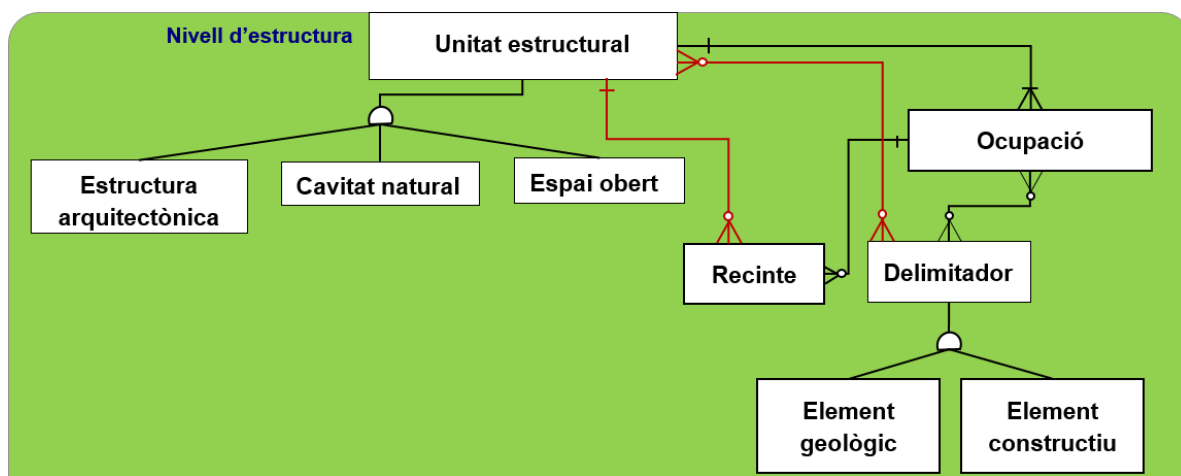 Nivell d’estructura
Unitat estructural
Ocupació
Estructura
arquitectònica
Cavitat natural
Espai obert
Recinte
Delimitador
Element
geològic
Element
constructiu